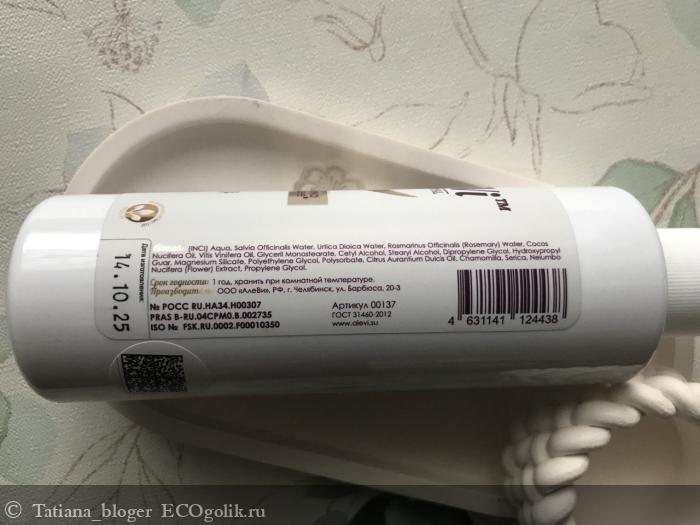 (INCI) Aqua, Salvia Officinalis Water, Urtica Dioica Water, Rosmarinus Officinalis (Rosemary) Water, Cocos
Nucifera Oil, Vitis Vinifera Oil, Glyceril Monostearate, Cetyl Alcohol, Stearyl Alcohol, Dipropylene Glycol, Hydroxypropyl
Guar, Magnesium Silicate, Polyethylene Glycol, Polysorbate, Citrus Aurantium Dulcis Oil, Chamomilla, Serica, Nelumbo
Nucifera (Flower) Extract, Propylene Glycol.
Срок годности: 1 год, хранить при комнатной температуре.
Производитель: ООО «АлеВи», РФ, г. Челябинск, ул. Барбюса, 20-3
№ РОСС RU.HA34.H00307
PRAS B-RU.04СРМ0.В.002735
ISO № FSK.RU.0002.F00010350
Артикул 00137
ГОСТ 31460-2012
www.alevi.su
4 631141 124438
Дата изготовления:
14.10.25
TM
© Tatiana_bloger ECOgolik.ru